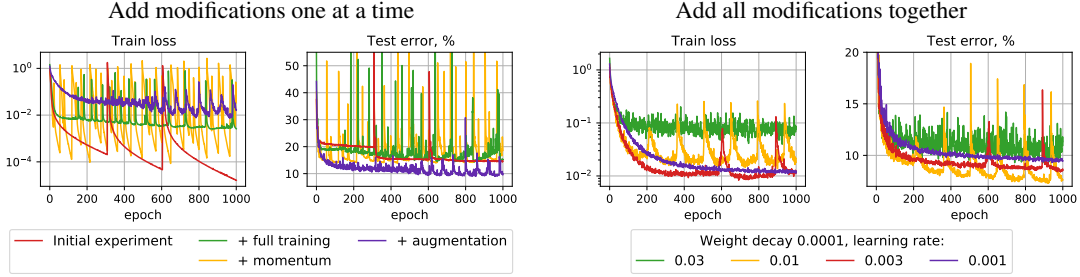 Add modifications one at a time
Train loss
Test error, %
10⁰
10⁻²
10⁻⁴
50
40
30
20
10
0 200 400 600 800 1000
0 200 400 600 800 1000
epoch
epoch
Initial experiment
+ full training
+ augmentation
+ momentum
Add all modifications together
Train loss
Test error, %
10⁰
10⁻¹
10⁻²
20
15
10
0 200 400 600 800 1000
0 200 400 600 800 1000
epoch
epoch
Weight decay 0.0001, learning rate:
0.03 0.01 0.003 0.001